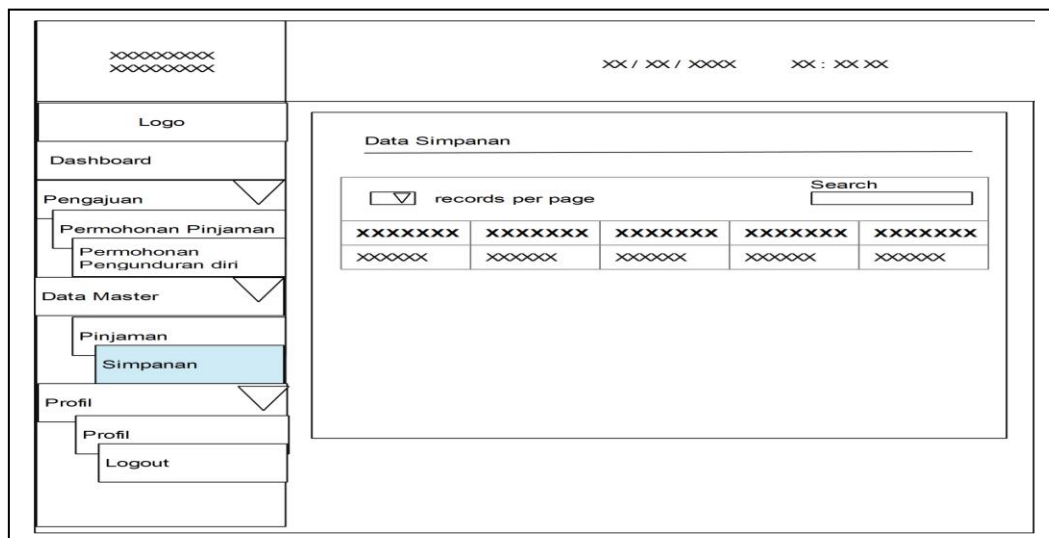 XXXXXXXXX
XXXXXXXXX
XX / XX / XXXX XX : XX XX
Logo
Dashboard
Pengajuan
Permohonan Pinjaman
Permohonan
Pengunduran diri
Data Master
Pinjaman
Simpanan
Profil
Profil
Logout
Data Simpanan
records per page
Search
XXXXXXX XXXXXXX XXXXXXX XXXXXXX XXXXXXX
XXXXXX XXXXXX XXXXXX XXXXXX XXXXXX